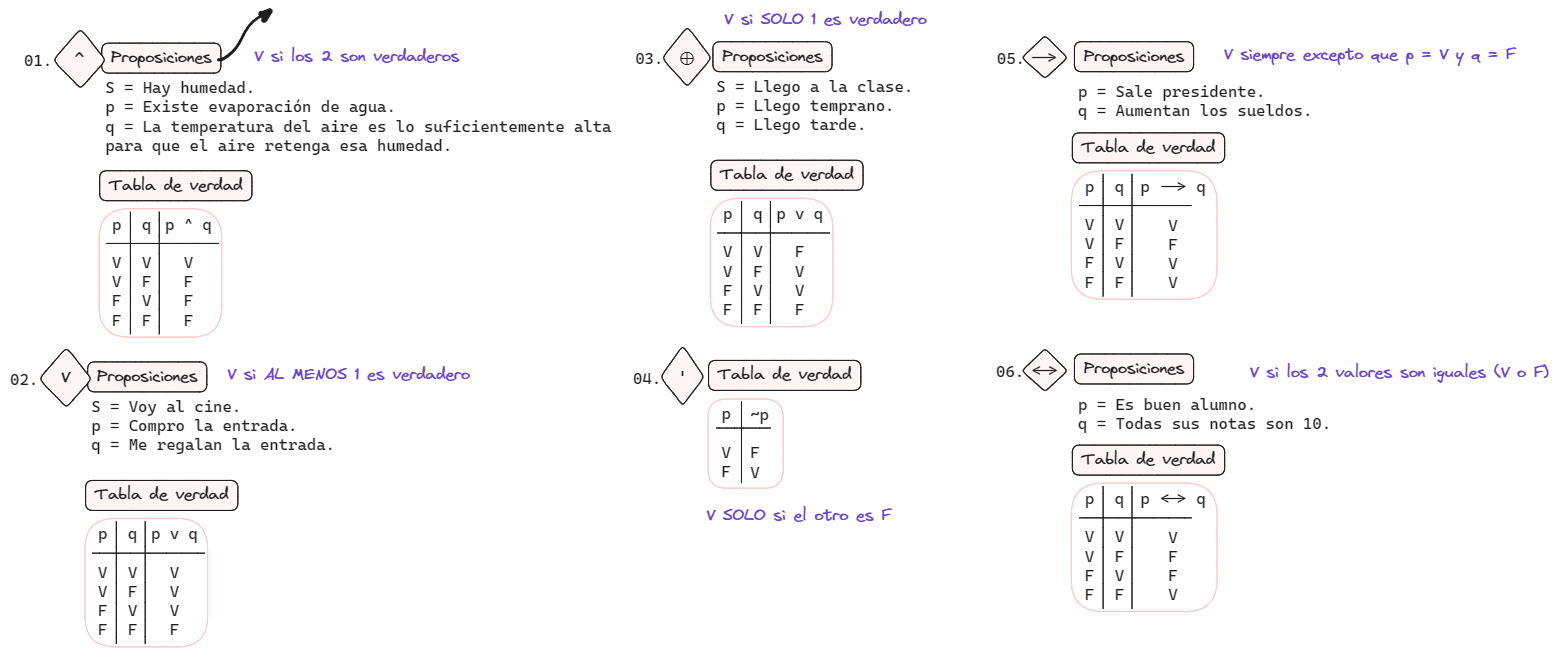 01.
^
Proposiciones
V si los 2 son verdaderos
S = Hay humedad.
p = Existe evaporación de agua.
q = La temperatura del aire es lo suficientemente alta
para que el aire retenga esa humedad.
Tabla de verdad
p q p ^ q
V V V
V F F
F V F
F F F
02.
v
Proposiciones
V si AL MENOS 1 es verdadero
S = Voy al cine.
p = Compro la entrada.
q = Me regalan la entrada.
Tabla de verdad
p q p v q
V V V
V F V
F V V
F F F
V si SOLO 1 es verdadero
03.
⊕
Proposiciones
S = Llego a la clase.
p = Llego temprano.
q = Llego tarde.
Tabla de verdad
p q p v q
V V F
V F V
F V V
F F F
04.
'
Tabla de verdad
p ~p
V F
F V
V SOLO si el otro es F
05.
→
Proposiciones
V siempre excepto que p = V y q = F
p = Sale presidente.
q = Aumentan los sueldos.
Tabla de verdad
p q p → q
V V V
V F F
F V V
F F V
06.
↔
Proposiciones
V si los 2 valores son iguales (V o F)
p = Es buen alumno.
q = Todas sus notas son 10.
Tabla de verdad
p q p ↔ q
V V V
V F F
F V F
F F V